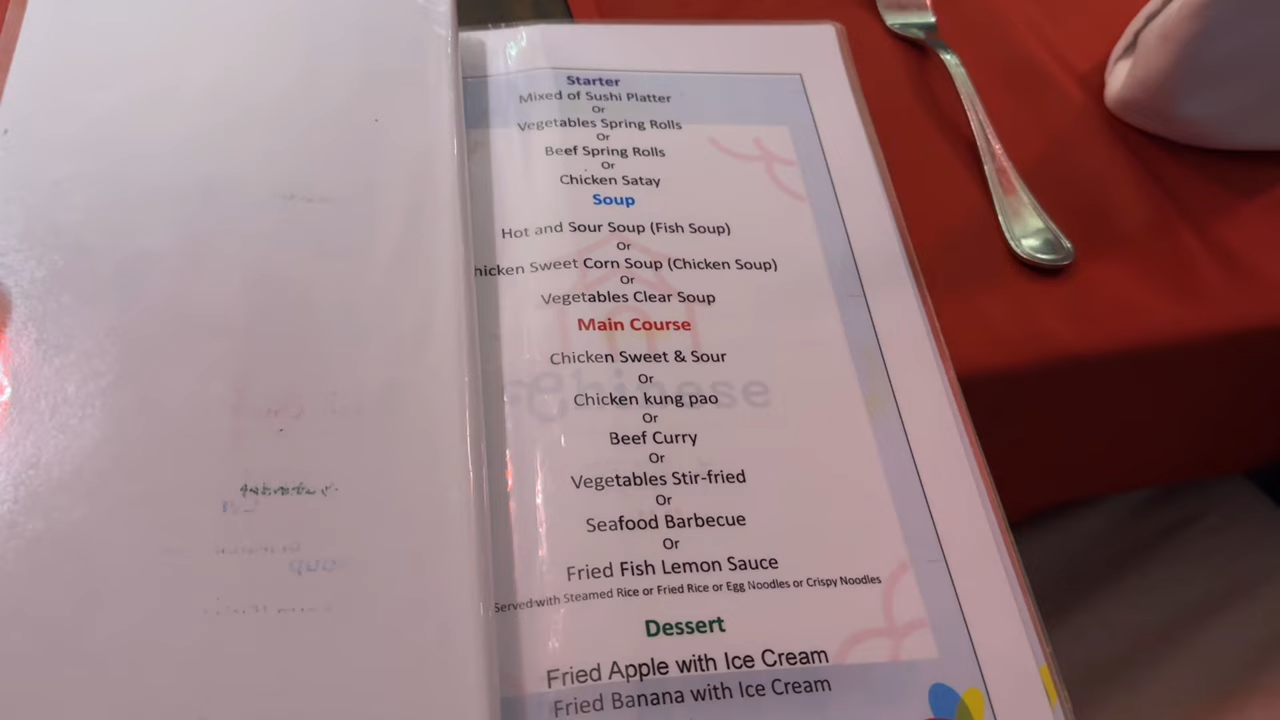 Starter
Mixed of Sushi Platter
Or
Vegetables Spring Rolls
Or
Beef Spring Rolls
Or
Chicken Satay
Soup
Hot and Sour Soup (Fish Soup)
Or
hicken Sweet Corn Soup (Chicken Soup)
Or
Vegetables Clear Soup
Main Course
Chicken Sweet & Sour
Or
Chicken kung pao
Or
Beef Curry
Or
Vegetables Stir-fried
Or
Seafood Barbecue
Or
Fried Fish Lemon Sauce
Served with Steamed Rice or Fried Rice or Egg Noodles or Crispy Noodles
Dessert
Fried Apple with Ice Cream
Fried Banana with Ice Cream